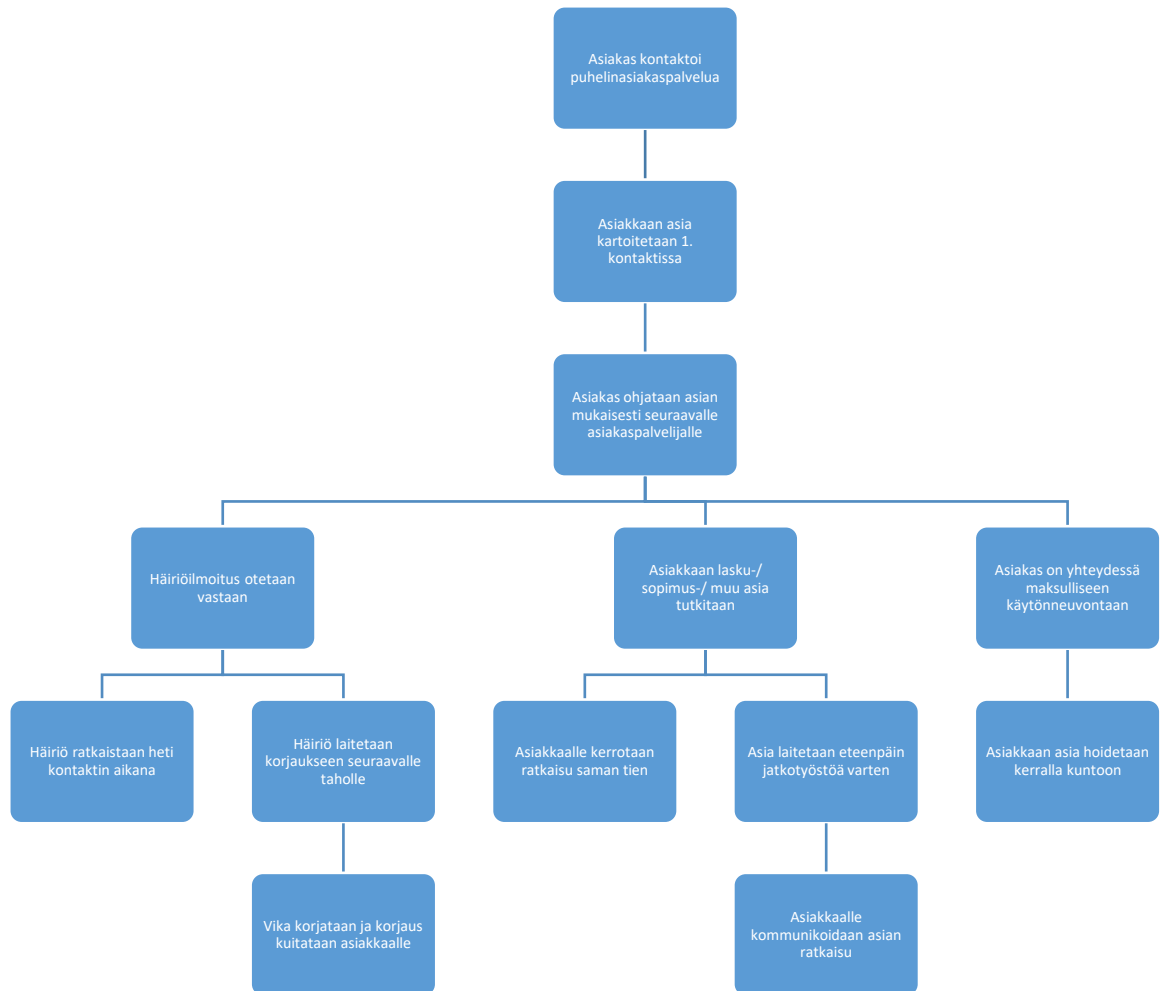 Asiakas kontaktoi
puhelinasiakaspalvelua
Asiakkaan asia
kartoitetaan 1.
kontaktissa
Asiakas ohjataan asian
mukaisesti seuraavalle
asiakaspalvelijalle
Häiriöilmoitus otetaan
vastaan
Asiakkaan lasku-/
sopimus-/ muu asia
tutkitaan
Asiakas on yhteydessä
maksulliseen
käytönneuvontaan
Häiriö ratkaistaan heti
kontaktin aikana
Häiriö laitetaan
korjaukseen seuraavalle
taholle
Asiakkaalle kerrotaan
ratkaisu saman tien
Asia laitetaan eteenpäin
jatkotyöstöä varten
Asiakkaan asia hoidetaan
kerralla kuntoon
Vika korjataan ja korjaus
kuitataan asiakkaalle
Asiakkaalle
kommunikoidaan asian
ratkaisu